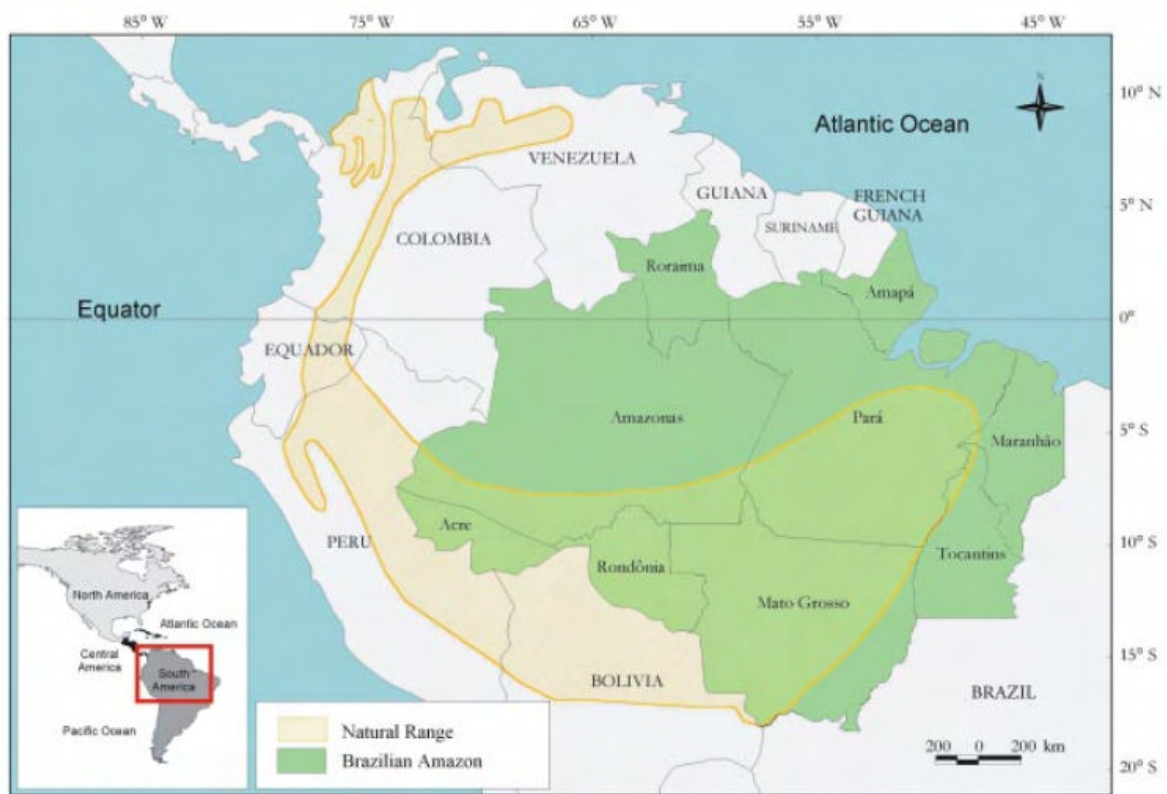 85° W 75° W 65° W 55° W 45° W
10° N
Atlantic Ocean
VENEZUELA
GUIANA
FRENCH
GUIANA
5° N
SURINAME
COLOMBIA
Roraima
Amapá
Equator
0°
EQUADOR
Amazonas
Pará
5° S
Maranhão
Acre
PERU
10° S
Rondônia
Tocantins
Mato Grosso
North America
Atlantic Ocean
Central
America
South
America
15° S
BOLIVIA
BRAZIL
Pacific Ocean
Natural Range
Brazilian Amazon
200 0 200 km
20° S
N